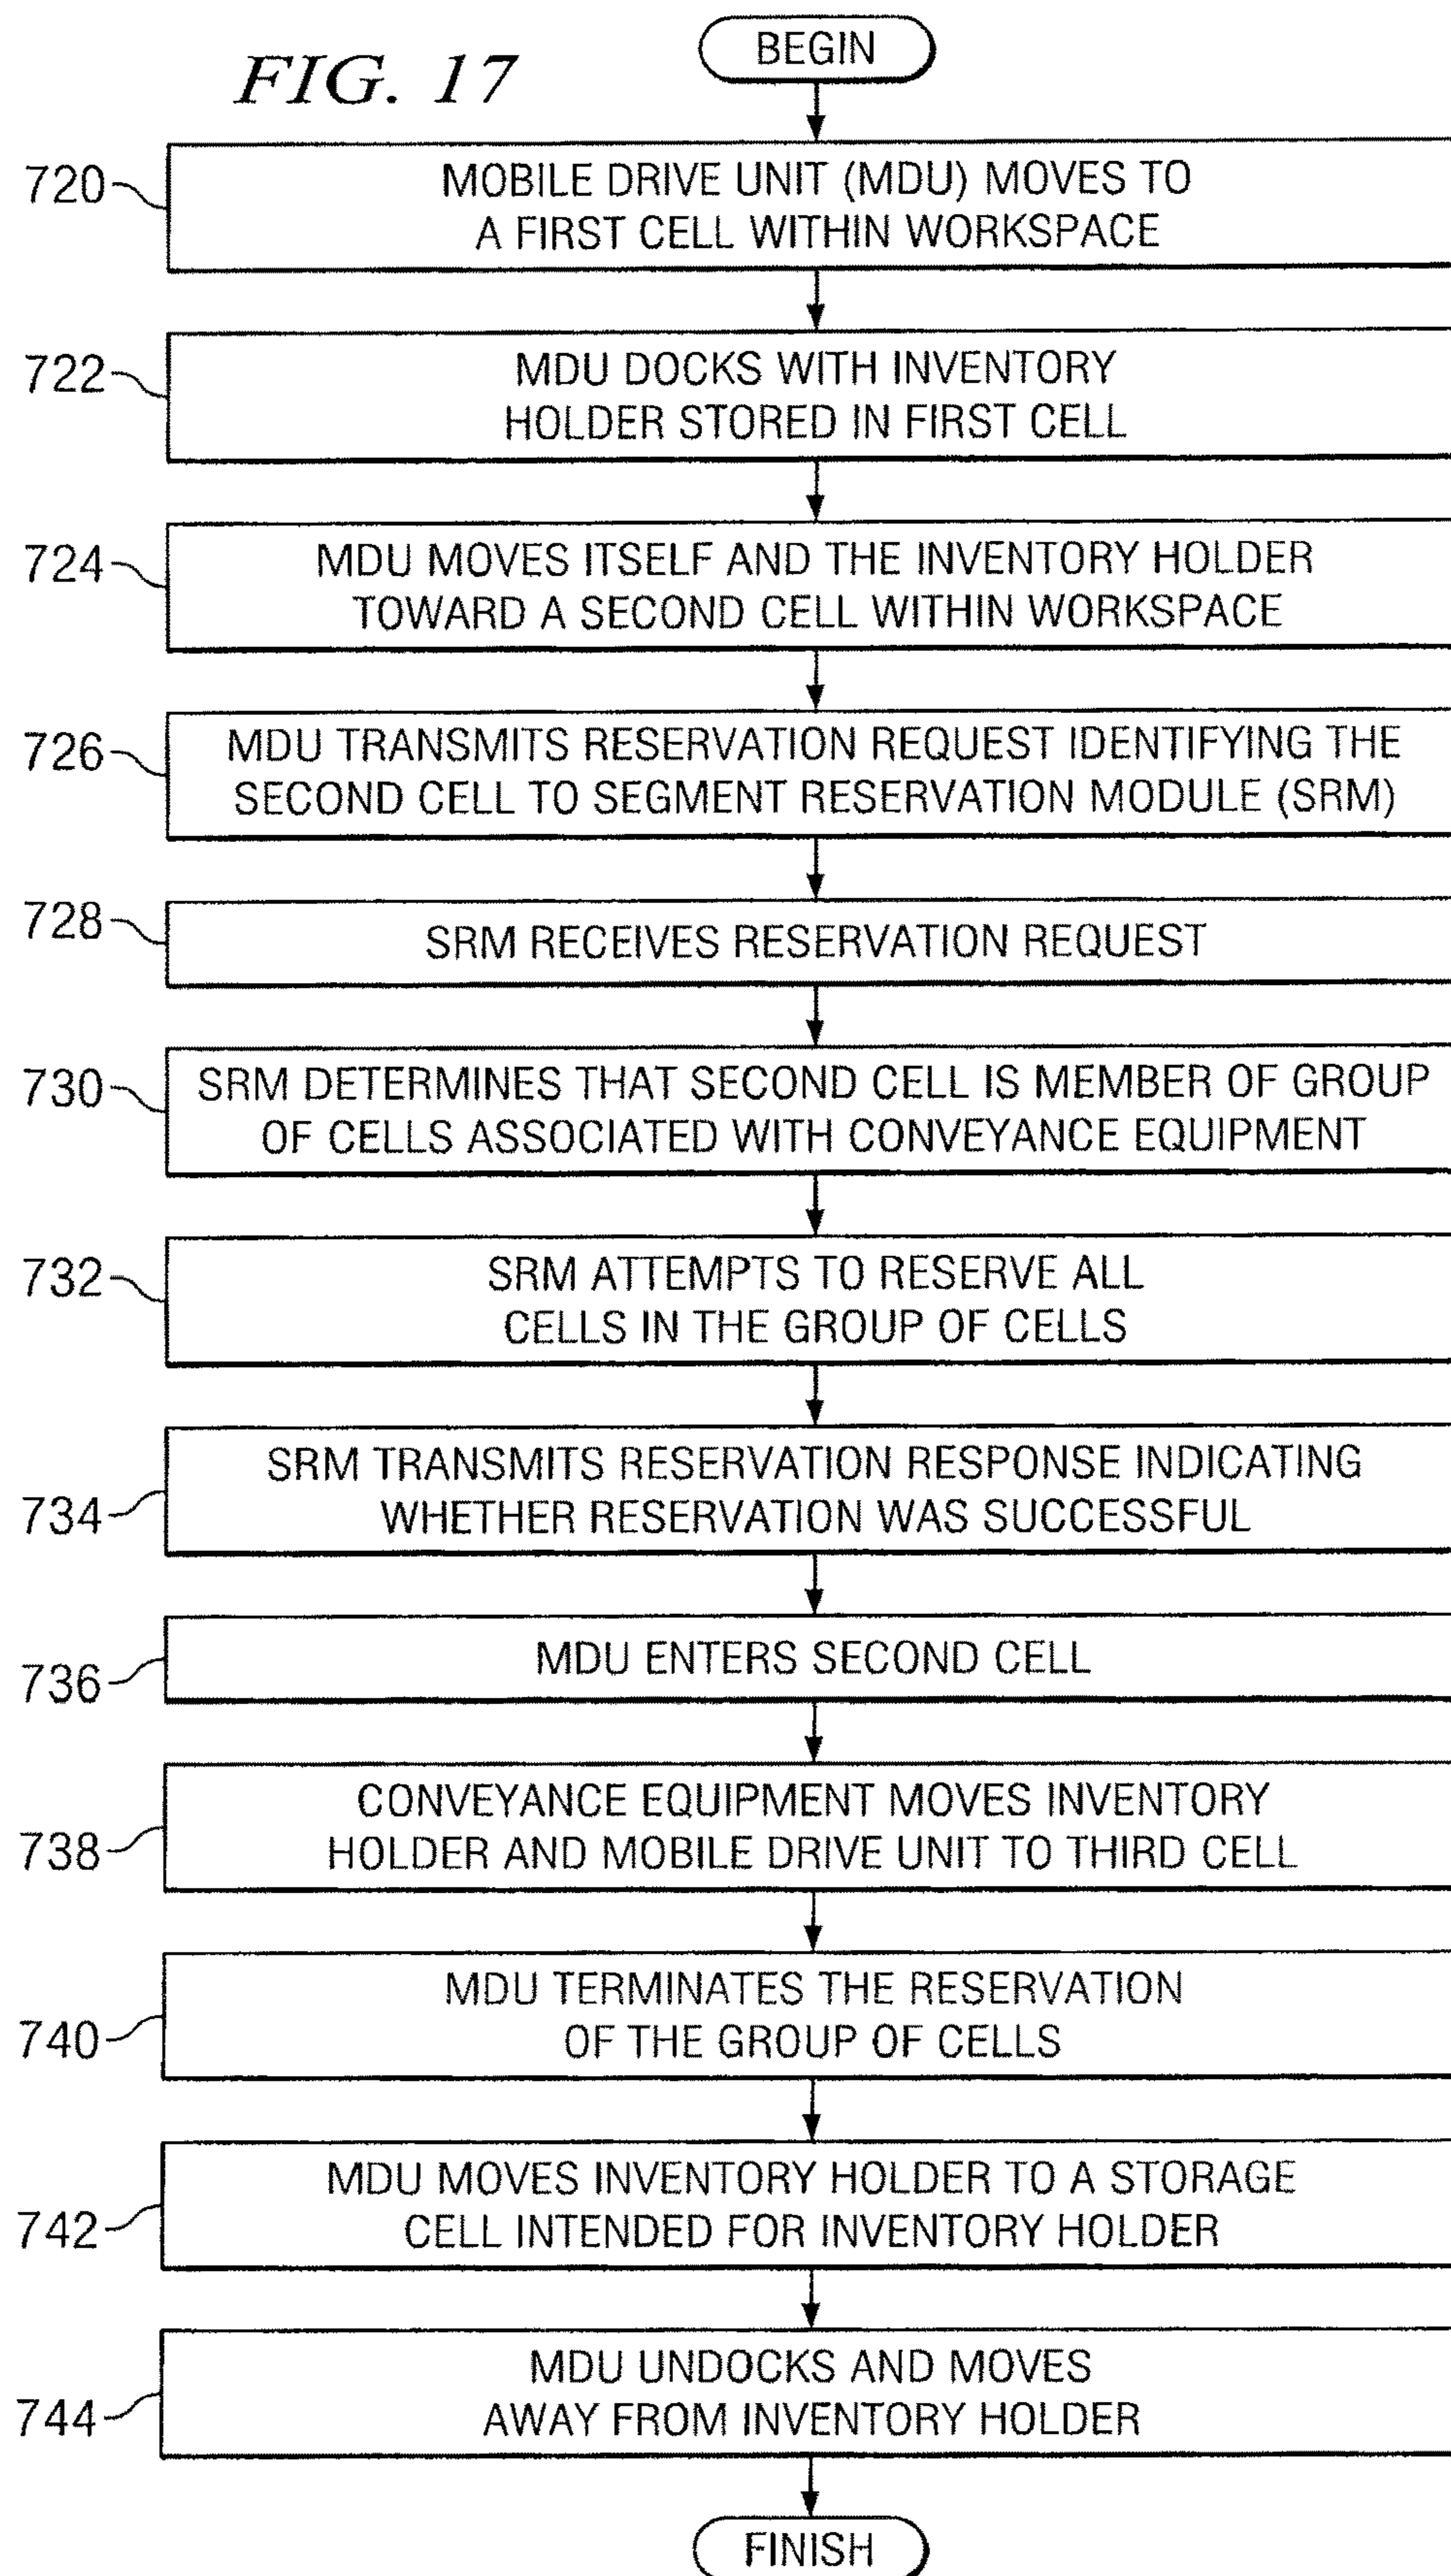 FIG. 17
BEGIN
720
MOBILE DRIVE UNIT (MDU) MOVES TO
A FIRST CELL WITHIN WORKSPACE
722
MDU DOCKS WITH INVENTORY
HOLDER STORED IN FIRST CELL
724
MDU MOVES ITSELF AND THE INVENTORY HOLDER
TOWARD A SECOND CELL WITHIN WORKSPACE
726
MDU TRANSMITS RESERVATION REQUEST IDENTIFYING THE
SECOND CELL TO SEGMENT RESERVATION MODULE (SRM)
728
SRM RECEIVES RESERVATION REQUEST
730
SRM DETERMINES THAT SECOND CELL IS MEMBER OF GROUP
OF CELLS ASSOCIATED WITH CONVEYANCE EQUIPMENT
732
SRM ATTEMPTS TO RESERVE ALL
CELLS IN THE GROUP OF CELLS
734
SRM TRANSMITS RESERVATION RESPONSE INDICATING
WHETHER RESERVATION WAS SUCCESSFUL
736
MDU ENTERS SECOND CELL
738
CONVEYANCE EQUIPMENT MOVES INVENTORY
HOLDER AND MOBILE DRIVE UNIT TO THIRD CELL
740
MDU TERMINATES THE RESERVATION
OF THE GROUP OF CELLS
742
MDU MOVES INVENTORY HOLDER TO A STORAGE
CELL INTENDED FOR INVENTORY HOLDER
744
MDU UNDOCKS AND MOVES
AWAY FROM INVENTORY HOLDER
FINISH